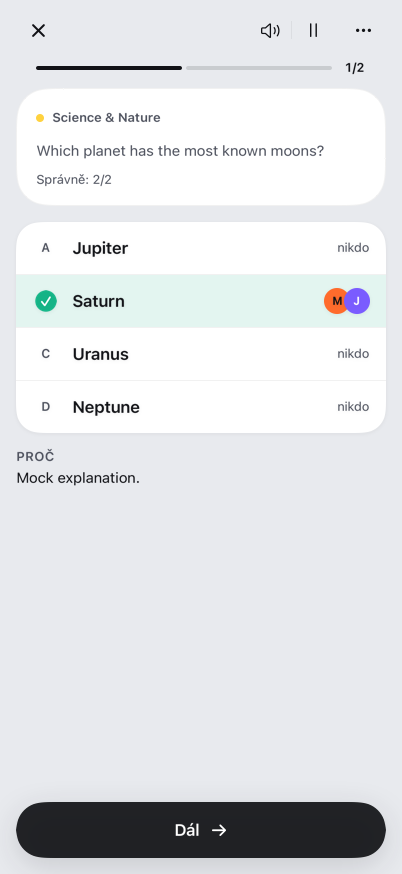 1/2
Science & Nature
Which planet has the most known moons?
Správně: 2/2
A Jupiter nikdo
Saturn M J
C Uranus nikdo
D Neptune nikdo
PROČ
Mock explanation.
Dál